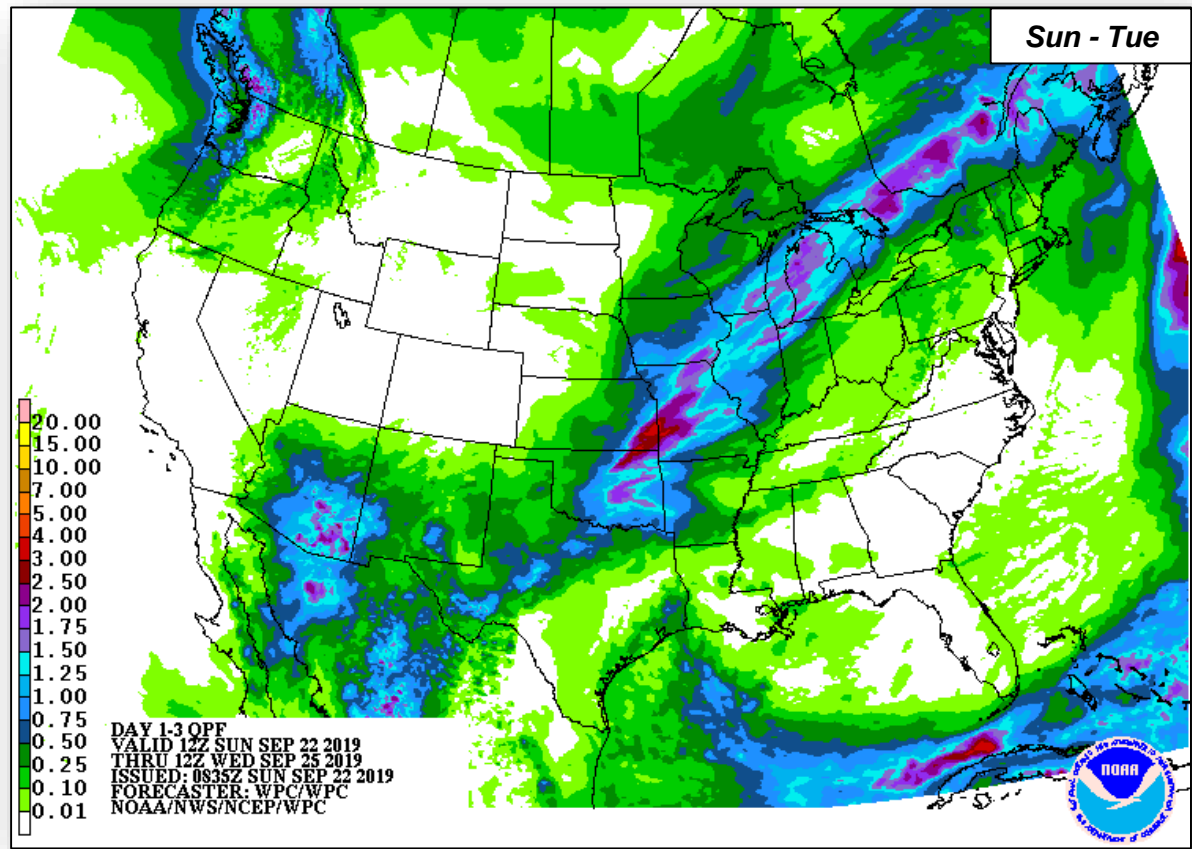 Sun - Tue
20.00
15.00
10.00
7.00
5.00
4.00
3.00
2.50
2.00
1.75
1.50
1.25
1.00
0.75
0.50
0.25
0.10
0.01
DAY 1-3 QPF
VALID 12Z SUN SEP 22 2019
THRU 12Z WED SEP 25 2019
ISSUED: 0835Z SUN SEP 22 2019
FORECASTER: WPC/WPC
NOAA/NWS/NCEP/WPC
NOAA